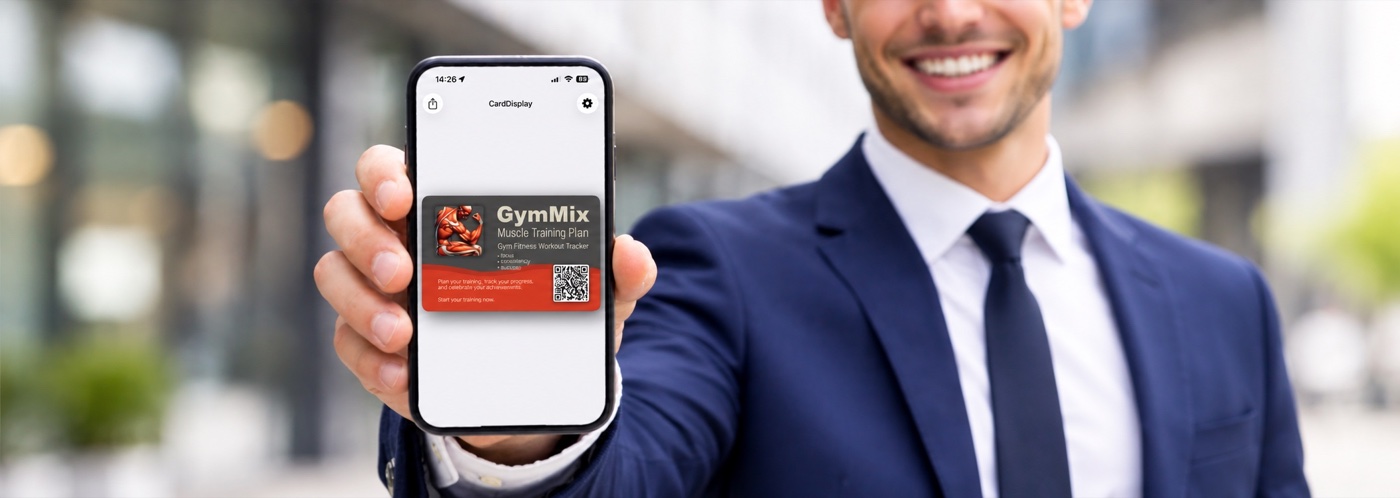 14:26
89
CardDisplay
GymMix
Muscle Training Plan
Gym Fitness Workout Tracker
Plan your training, track your progress,
and celebrate your achievements.
Start your training now.